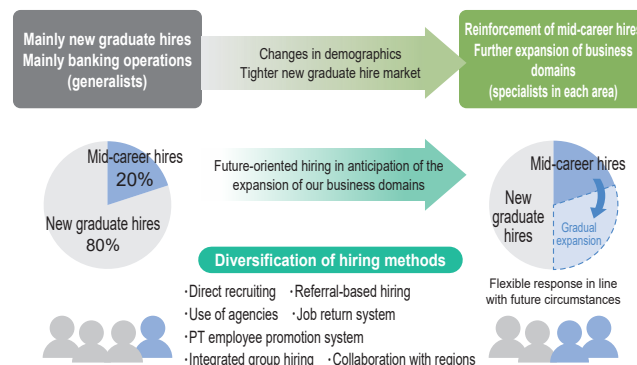 Mainly new graduate hires
Mainly banking operations
(generalists)
Changes in demographics
Tighter new graduate hire market
Reinforcement of mid-career hires
Further expansion of business
domains
(specialists in each area)
Mid-career hires
20%
New graduate hires
80%
Future-oriented hiring in anticipation of the
expansion of our business domains
Mid-career hires
New
graduate
hires
Gradual
expansion
Flexible response in line
with future circumstances
Diversification of hiring methods
・Direct recruiting ・Referral-based hiring
・Use of agencies ・Job return system
・PT employee promotion system
・Integrated group hiring ・Collaboration with regions